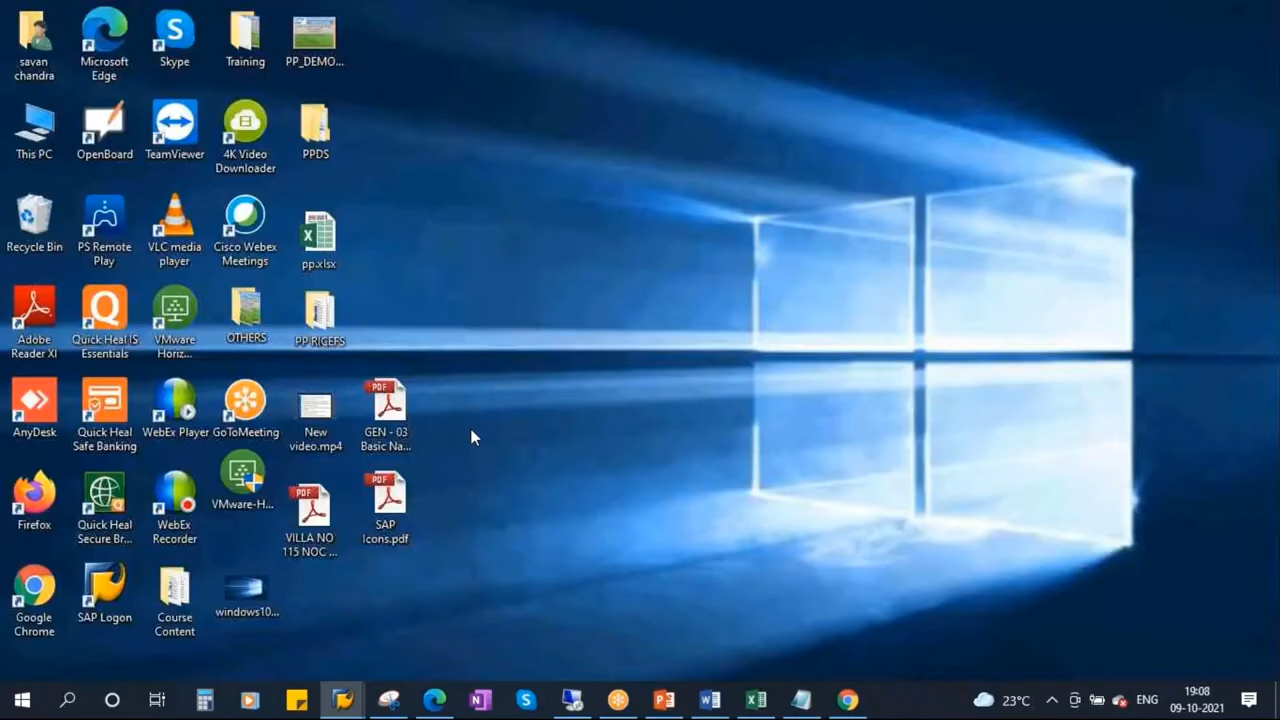 savan
chandra
Microsoft
Edge
Skype
Training
PP_DEMO...
This PC
OpenBoard
TeamViewer
4K Video
Downloader
PPDS
Recycle Bin
PS Remote
Play
VLC media
player
Cisco Webex
Meetings
pp.xlsx
Adobe
Reader XI
Quick Heal IS
Essentials
VMware
Horiz...
OTHERS
PP RICEFS
AnyDesk
Quick Heal
Safe Banking
WebEx Player
GoToMeeting
New
video.mp4
PDF
GEN - 03
Basic Na...
Firefox
Quick Heal
Secure Br...
WebEx
Recorder
VMware-H...
PDF
VILLA NO
115 NOC ...
PDF
SAP
Icons.pdf
Google
Chrome
SAP Logon
Course
Content
windows10...
23°C
ENG
19:08
09-10-2021